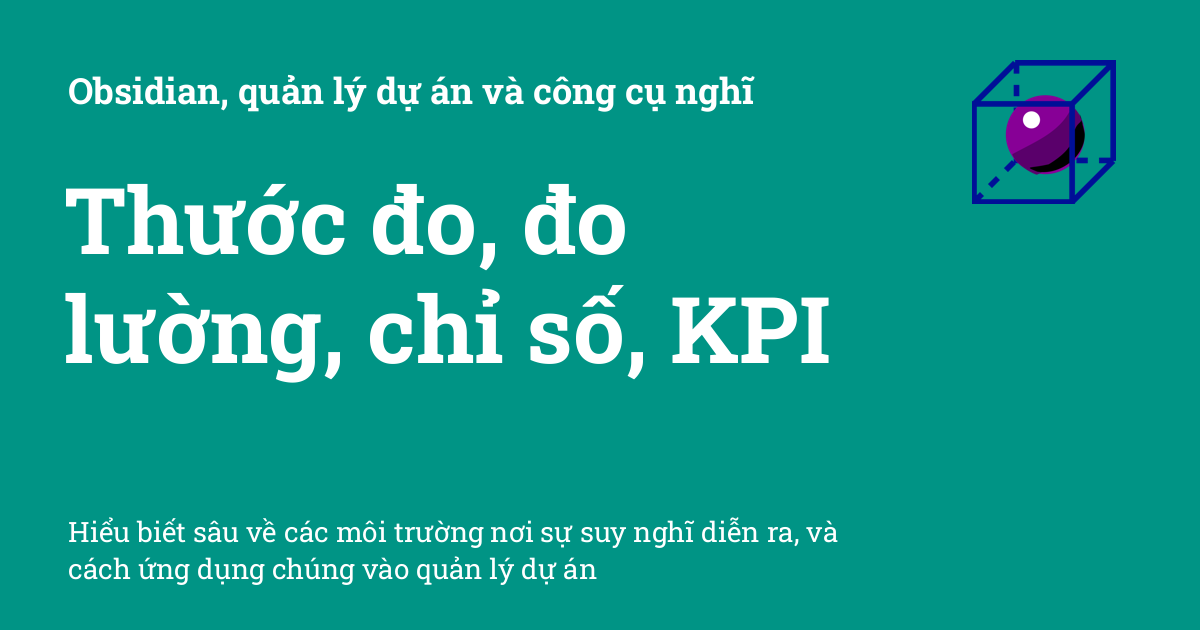 Obsidian, quản lý dự án và công cụ nghĩ
Thước đo, đo
lường, chỉ số, KPI
Hiểu biết sâu về các môi trường nơi sự suy nghĩ diễn ra, và
cách ứng dụng chúng vào quản lý dự án